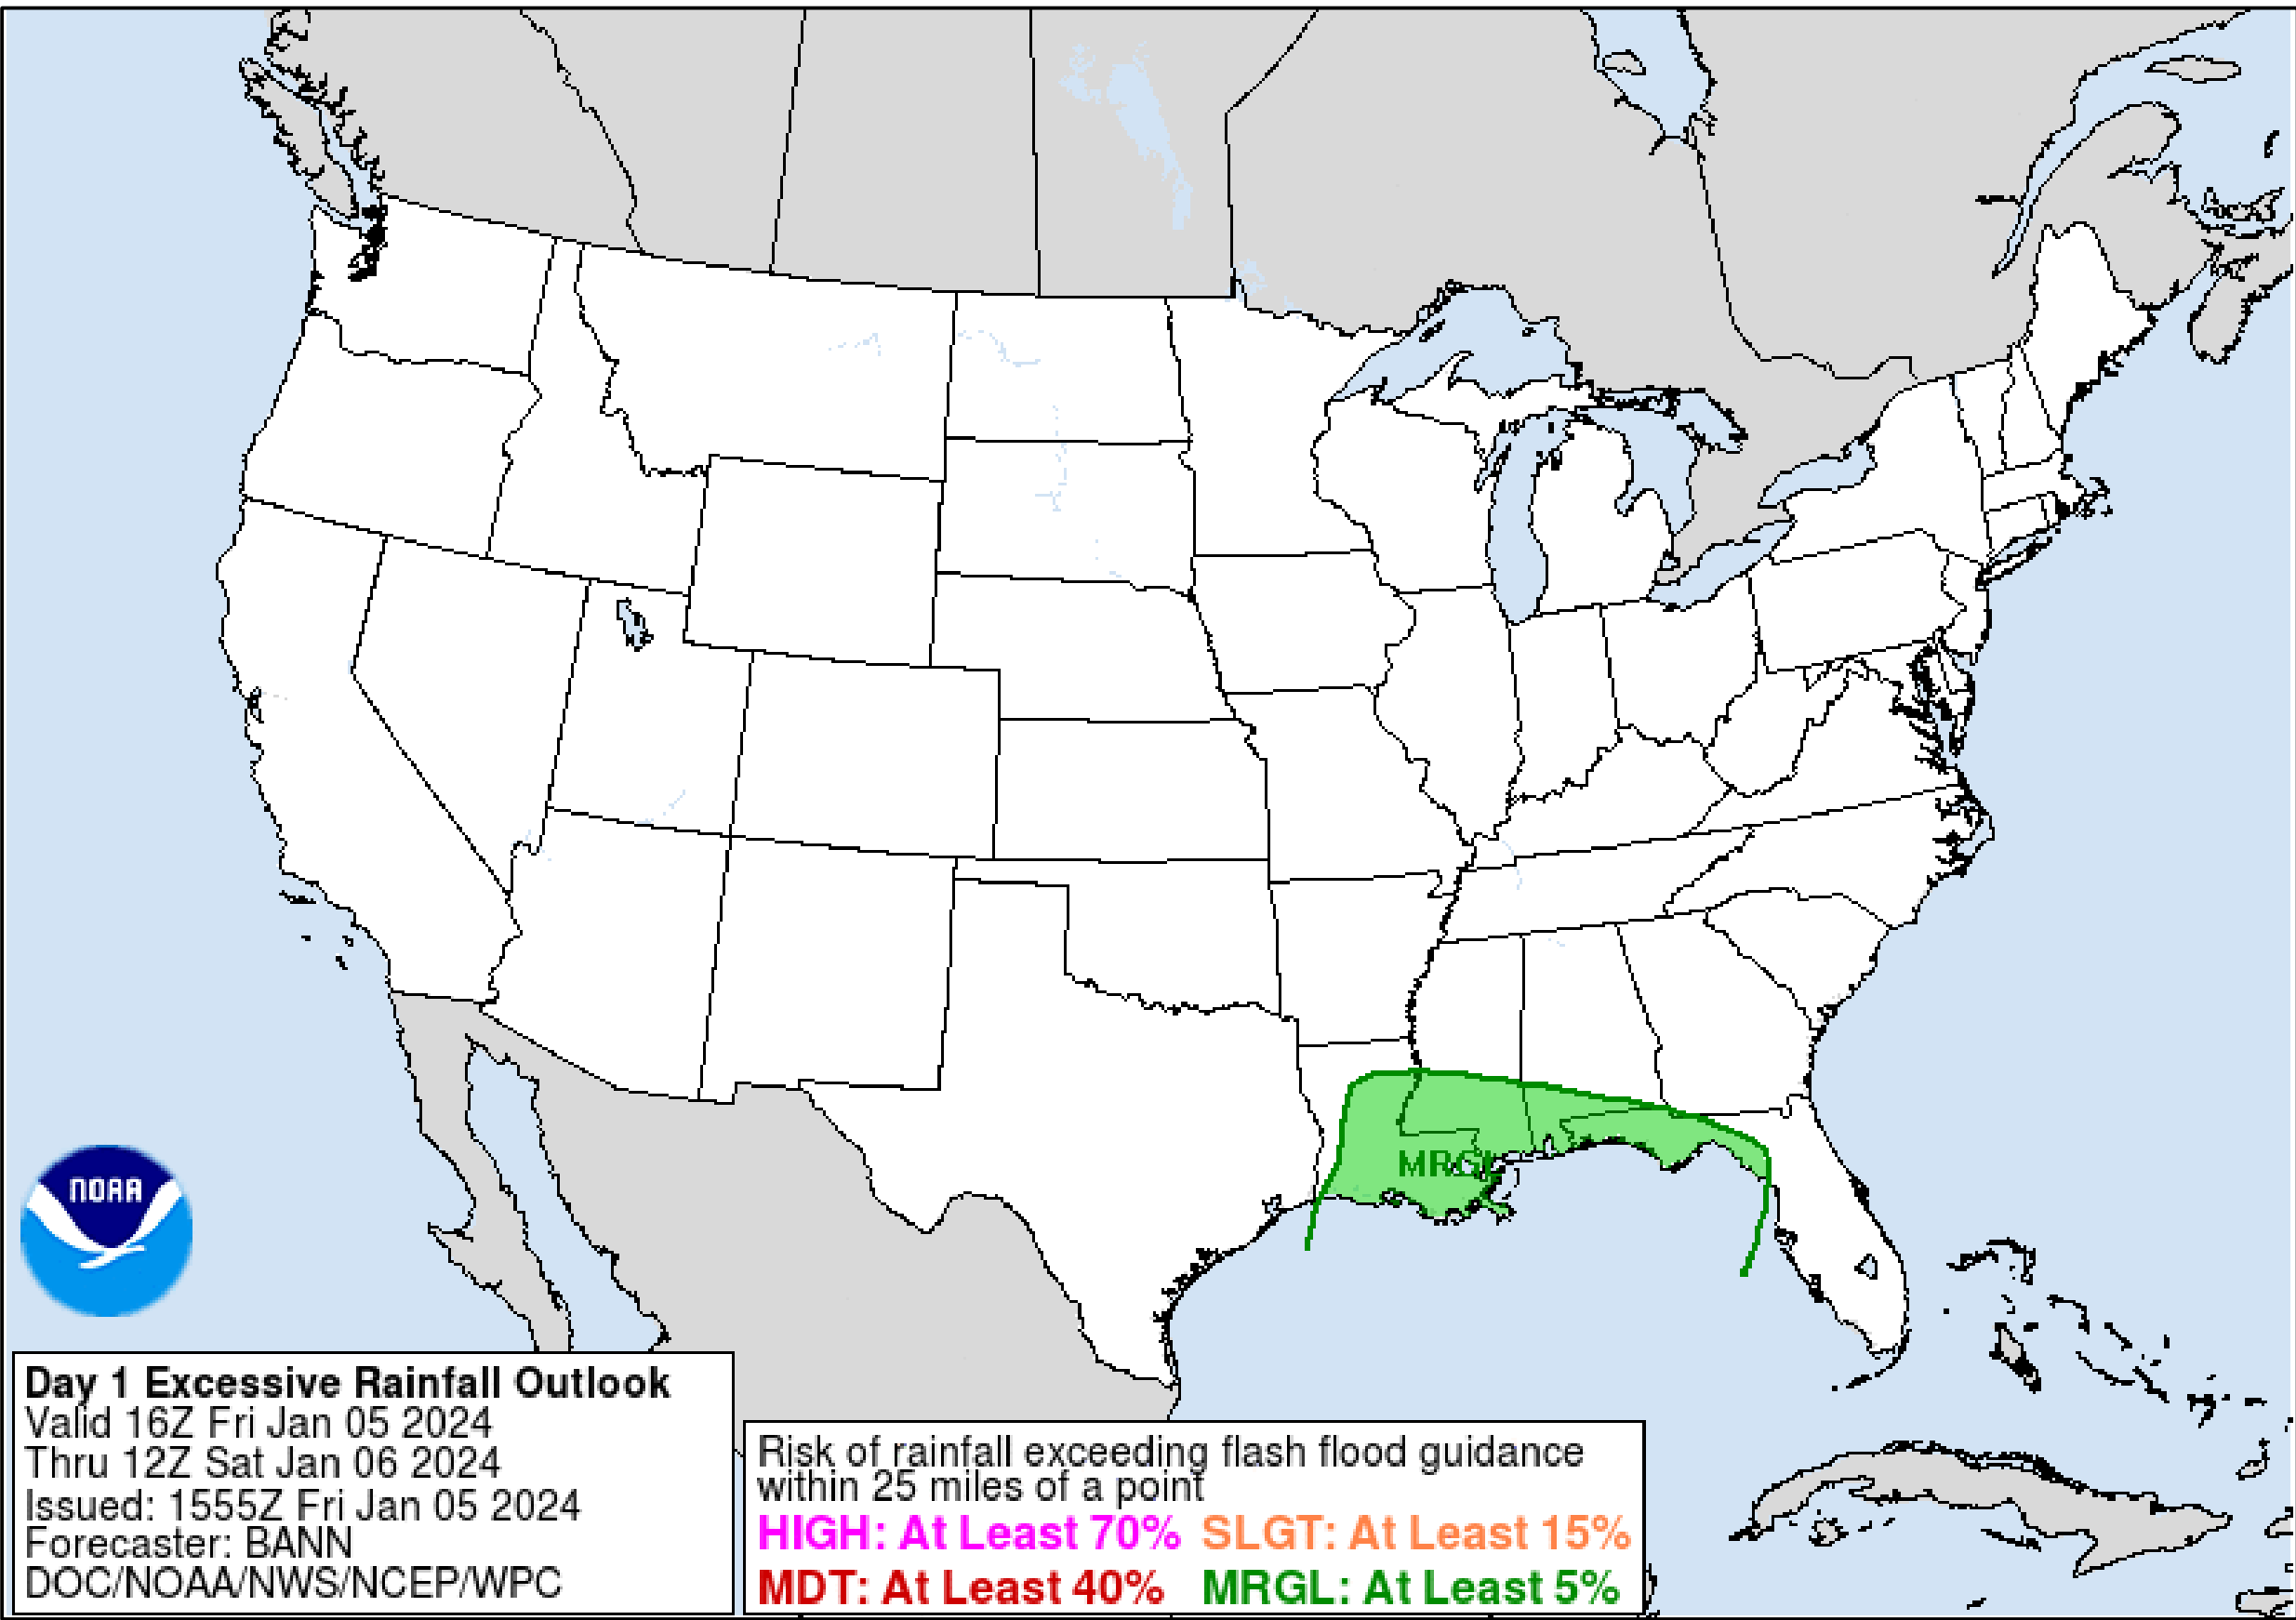 MRGL
NOAA
Day 1 Excessive Rainfall Outlook
Valid 16Z Fri Jan 05 2024
Thru 12Z Sat Jan 06 2024
Issued: 1555Z Fri Jan 05 2024
Forecaster: BANN
DOC/NOAA/NWS/NCEP/WPC
Risk of rainfall exceeding flash flood guidance
within 25 miles of a point
HIGH: At Least 70% SLGT: At Least 15%
MDT: At Least 40% MRGL: At Least 5%